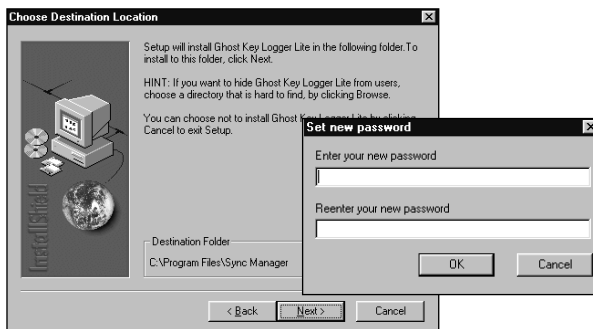 Choose Destination Location
Setup will install Ghost Key Logger Lite in the following folder.To
install to this folder, click Next.
HINT: If you want to hide Ghost Key Logger Lite from users,
choose a directory that is hard to find, by clicking Browse.
You can choose not to install Ghost Key Logger Lite by clicking
Cancel to exit Setup.
InstallShield
Destination Folder
C:\Program Files\Sync Manager
< Back
Next >
Cancel
Set new password
Enter your new password
Reenter your new password
OK
Cancel